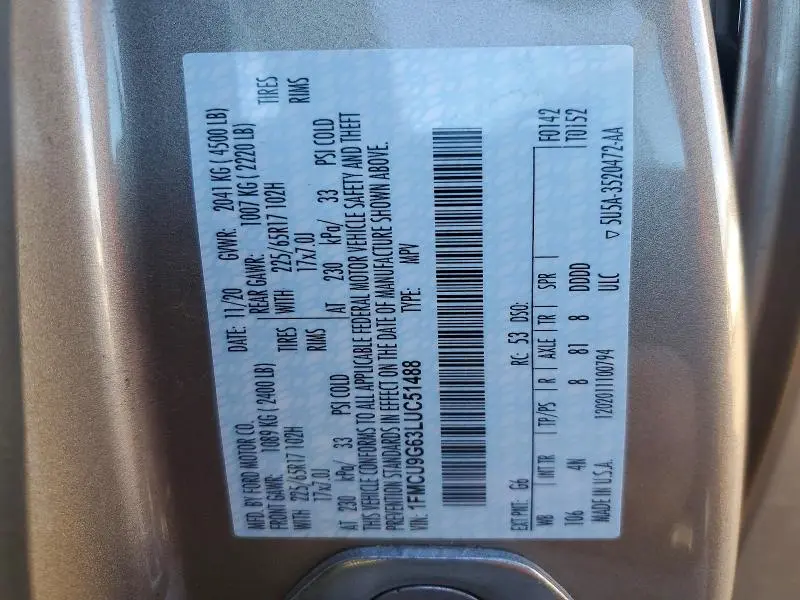 MFD. BY FORD MOTOR CO. DATE: 11/20 GVWR: 2041 KG ( 4500 LB)
FRONT GAWR: 1089 KG ( 2400 LB) REAR GAWR: 1007 KG ( 2220 LB)
WITH 225/65R17 102H TIRES WITH 225/65R17 102H TIRES
17x7.0J RIMS 17x7.0J RIMS
AT 230 kPa/ 33 PSI COLD AT 230 kPa/ 33 PSI COLD
THIS VEHICLE CONFORMS TO ALL APPLICABLE FEDERAL MOTOR VEHICLE SAFETY AND THEFT
PREVENTION STANDARDS IN EFFECT ON THE DATE OF MANUFACTURE SHOWN ABOVE.
VIN: 1FMCU9G63LUC51488 TYPE: MPV
EXT PNT: G6 RC: 53 DSO: F0142
WB INT TR TP/PS R AXLE TR SPR T0152
106 4N 8 81 8 DDDD
MADE IN U.S.A. 1202011100794 ULC ▽ 5U5A-3520472-AA